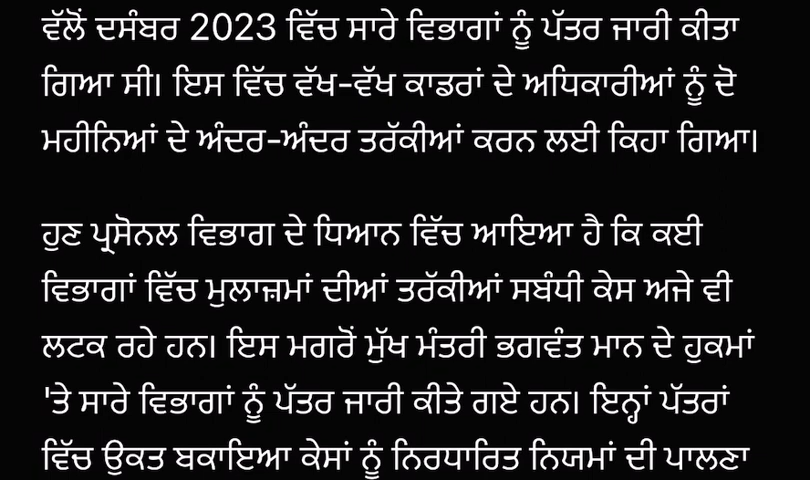 ਵੱਲੋਂ ਦਸੰਬਰ 2023 ਵਿੱਚ ਸਾਰੇ ਵਿਭਾਗਾਂ ਨੂੰ ਪੱਤਰ ਜਾਰੀ ਕੀਤਾ
ਗਿਆ ਸੀ। ਇਸ ਵਿੱਚ ਵੱਖ-ਵੱਖ ਕਾਡਰਾਂ ਦੇ ਅਧਿਕਾਰੀਆਂ ਨੂੰ ਦੋ
ਮਹੀਨਿਆਂ ਦੇ ਅੰਦਰ-ਅੰਦਰ ਤਰੱਕੀਆਂ ਕਰਨ ਲਈ ਕਿਹਾ ਗਿਆ।
ਹੁਣ ਪ੍ਰਸੋਨਲ ਵਿਭਾਗ ਦੇ ਧਿਆਨ ਵਿੱਚ ਆਇਆ ਹੈ ਕਿ ਕਈ
ਵਿਭਾਗਾਂ ਵਿੱਚ ਮੁਲਾਜ਼ਮਾਂ ਦੀਆਂ ਤਰੱਕੀਆਂ ਸਬੰਧੀ ਕੇਸ ਅਜੇ ਵੀ
ਲਟਕ ਰਹੇ ਹਨ। ਇਸ ਮਗਰੋਂ ਮੁੱਖ ਮੰਤਰੀ ਭਗਵੰਤ ਮਾਨ ਦੇ ਹੁਕਮਾਂ
'ਤੇ ਸਾਰੇ ਵਿਭਾਗਾਂ ਨੂੰ ਪੱਤਰ ਜਾਰੀ ਕੀਤੇ ਗਏ ਹਨ। ਇਨ੍ਹਾਂ ਪੱਤਰਾਂ
ਵਿੱਚ ਉਕਤ ਬਕਾਇਆ ਕੇਸਾਂ ਨੂੰ ਨਿਰਧਾਰਿਤ ਨਿਯਮਾਂ ਦੀ ਪਾਲਣਾ